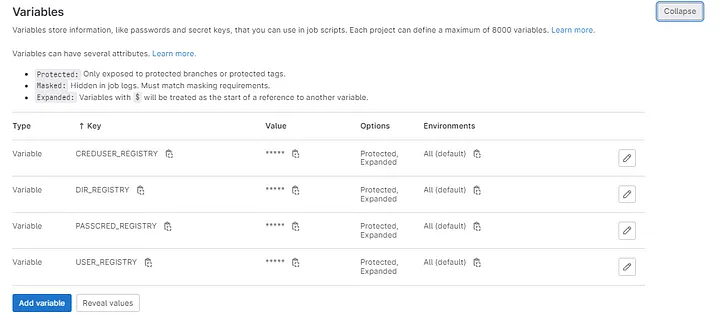 Variables
Collapse
Variables store information, like passwords and secret keys, that you can use in job scripts. Each project can define a maximum of 8000 variables. Learn more.
Variables can have several attributes. Learn more.
• Protected: Only exposed to protected branches or protected tags.
• Masked: Hidden in job logs. Must match masking requirements.
• Expanded: Variables with $ will be treated as the start of a reference to another variable.
Type ↑ Key Value Options Environments
Variable CREDUSER_REGISTRY ***** Protected, All (default)
Expanded
Variable DIR_REGISTRY ***** Protected, All (default)
Expanded
Variable PASSCRED_REGISTRY ***** Protected, All (default)
Expanded
Variable USER_REGISTRY ***** Protected, All (default)
Expanded
Add variable Reveal values